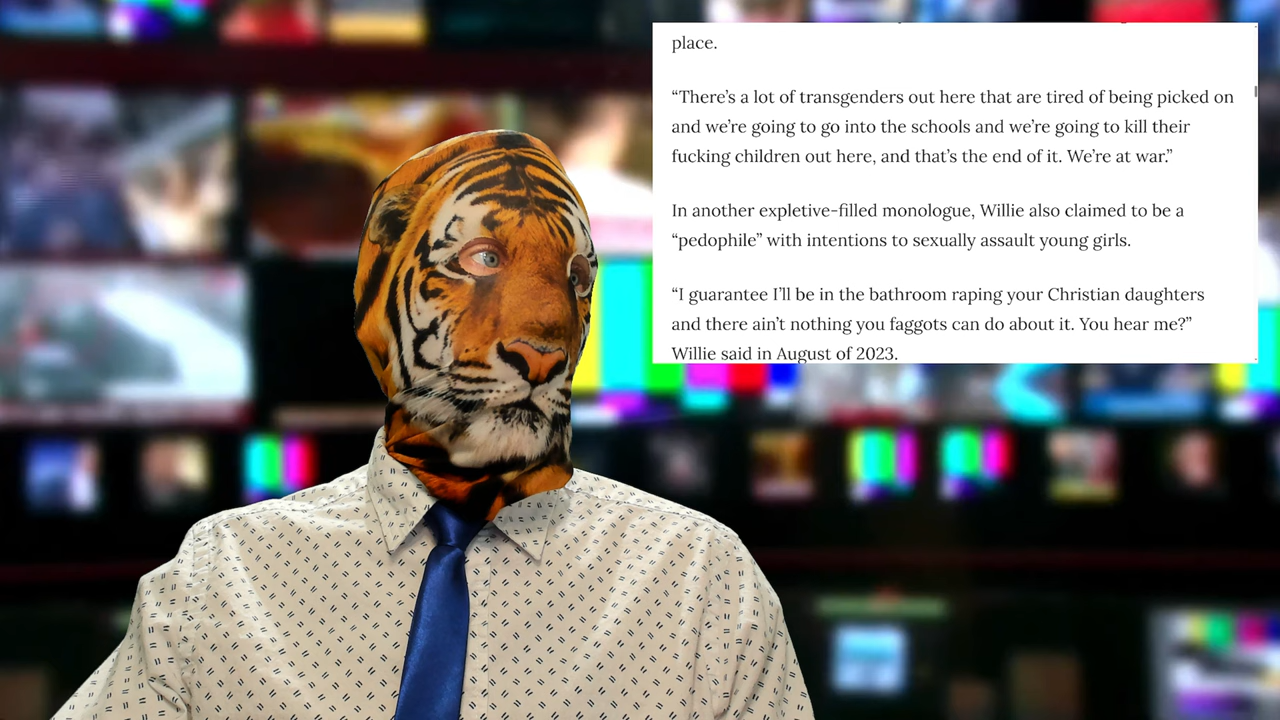 place.
“There’s a lot of transgenders out here that are tired of being picked on
and we’re going to go into the schools and we’re going to kill their
fucking children out here, and that’s the end of it. We’re at war.”
In another expletive-filled monologue, Willie also claimed to be a
“pedophile” with intentions to sexually assault young girls.
“I guarantee I’ll be in the bathroom raping your Christian daughters
and there ain’t nothing you faggots can do about it. You hear me?”
Willie said in August of 2023.